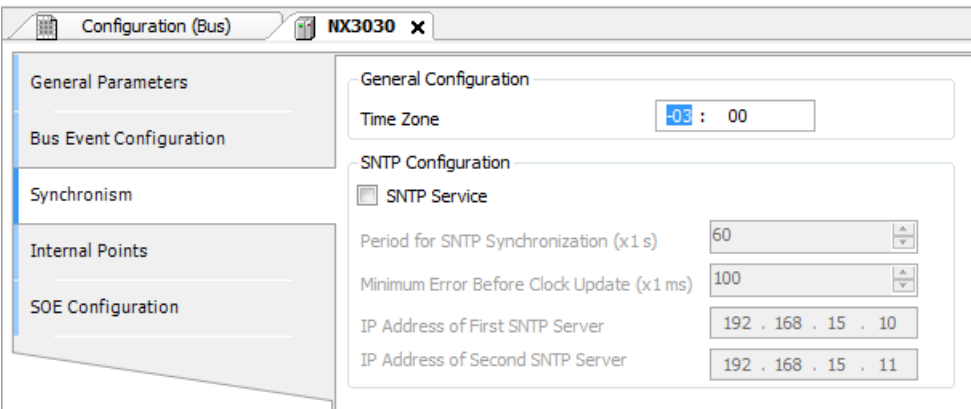 Configuration (Bus) NX3030
General Parameters
Bus Event Configuration
Synchronism
Internal Points
SOE Configuration
General Configuration
Time Zone -03 : 00
SNTP Configuration
SNTP Service
Period for SNTP Synchronization (x1 s) 60
Minimum Error Before Clock Update (x1 ms) 100
IP Address of First SNTP Server 192 . 168 . 15 . 10
IP Address of Second SNTP Server 192 . 168 . 15 . 11